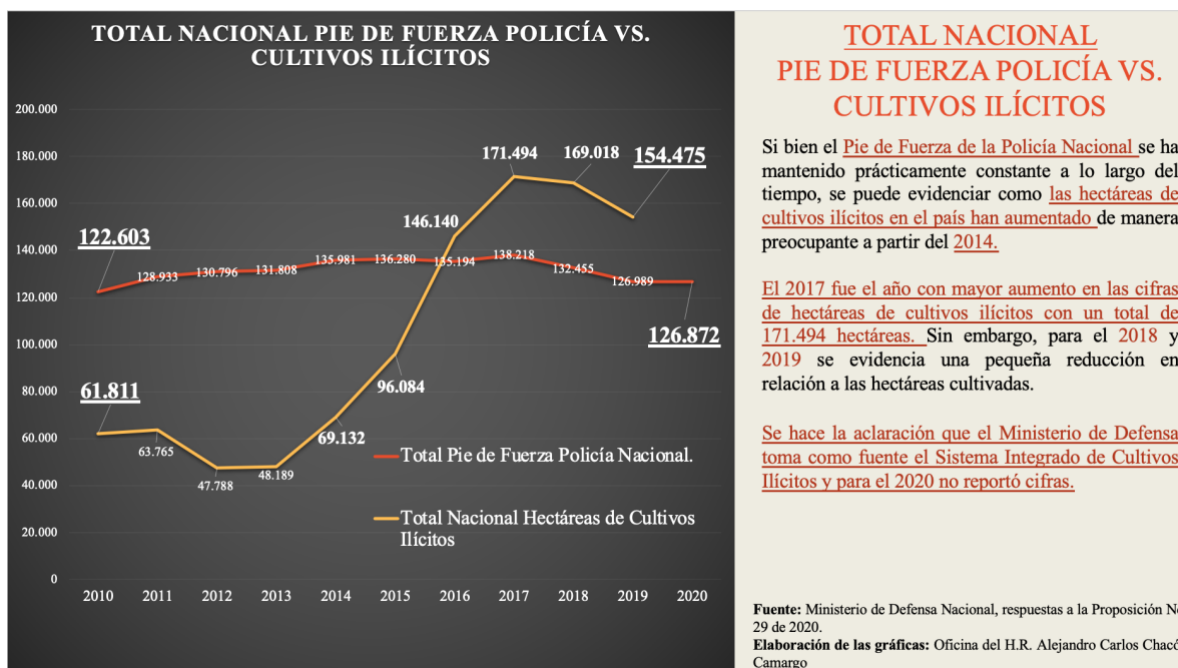 TOTAL NACIONAL PIE DE FUERZA POLICÍA VS.
CULTIVOS ILÍCITOS
200.000
180.000
160.000
140.000
120.000
100.000
80.000
60.000
40.000
20.000
0
122.603
128.933
130.796
131.808
135.981
136.280
135.194
138.218
132.455
126.989
126.872
61.811
63.765
47.788
48.189
69.132
96.084
146.140
171.494
169.018
154.475
Total Pie de Fuerza Policía Nacional.
Total Nacional Hectáreas de Cultivos
Ilícitos
2010 2011 2012 2013 2014 2015 2016 2017 2018 2019 2020
TOTAL NACIONAL
PIE DE FUERZA POLICÍA VS.
CULTIVOS ILÍCITOS
Si bien el Pie de Fuerza de la Policía Nacional se ha
mantenido prácticamente constante a lo largo del
tiempo, se puede evidenciar como las hectáreas de
cultivos ilícitos en el país han aumentado de manera
preocupante a partir del 2014.
El 2017 fue el año con mayor aumento en las cifras
de hectáreas de cultivos ilícitos con un total de
171.494 hectáreas. Sin embargo, para el 2018 y
2019 se evidencia una pequeña reducción en
relación a las hectáreas cultivadas.
Se hace la aclaración que el Ministerio de Defensa
toma como fuente el Sistema Integrado de Cultivos
Ilícitos y para el 2020 no reportó cifras.
Fuente: Ministerio de Defensa Nacional, respuestas a la Proposición
29 de 2020.
Elaboración de las gráficas: Oficina del H.R. Alejandro Carlos
Camargo